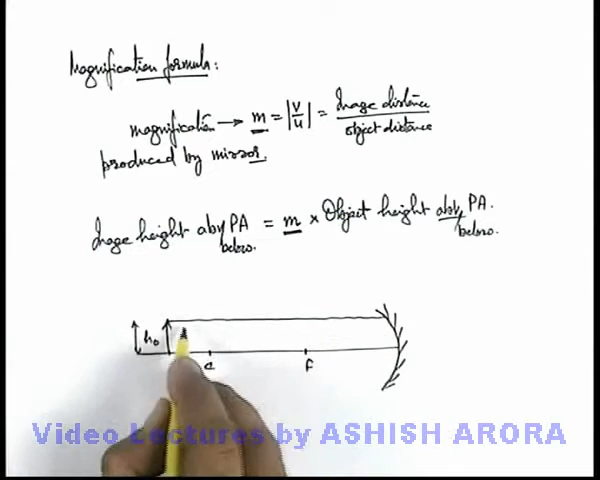 Magnification formula:
magnification → m = |v/u| = Image distance / object distance
produced by mirror.
Image height abv/below PA = m × Object height abv/below PA.
h₀
C F
Video Lectures by ASHISH ARORA